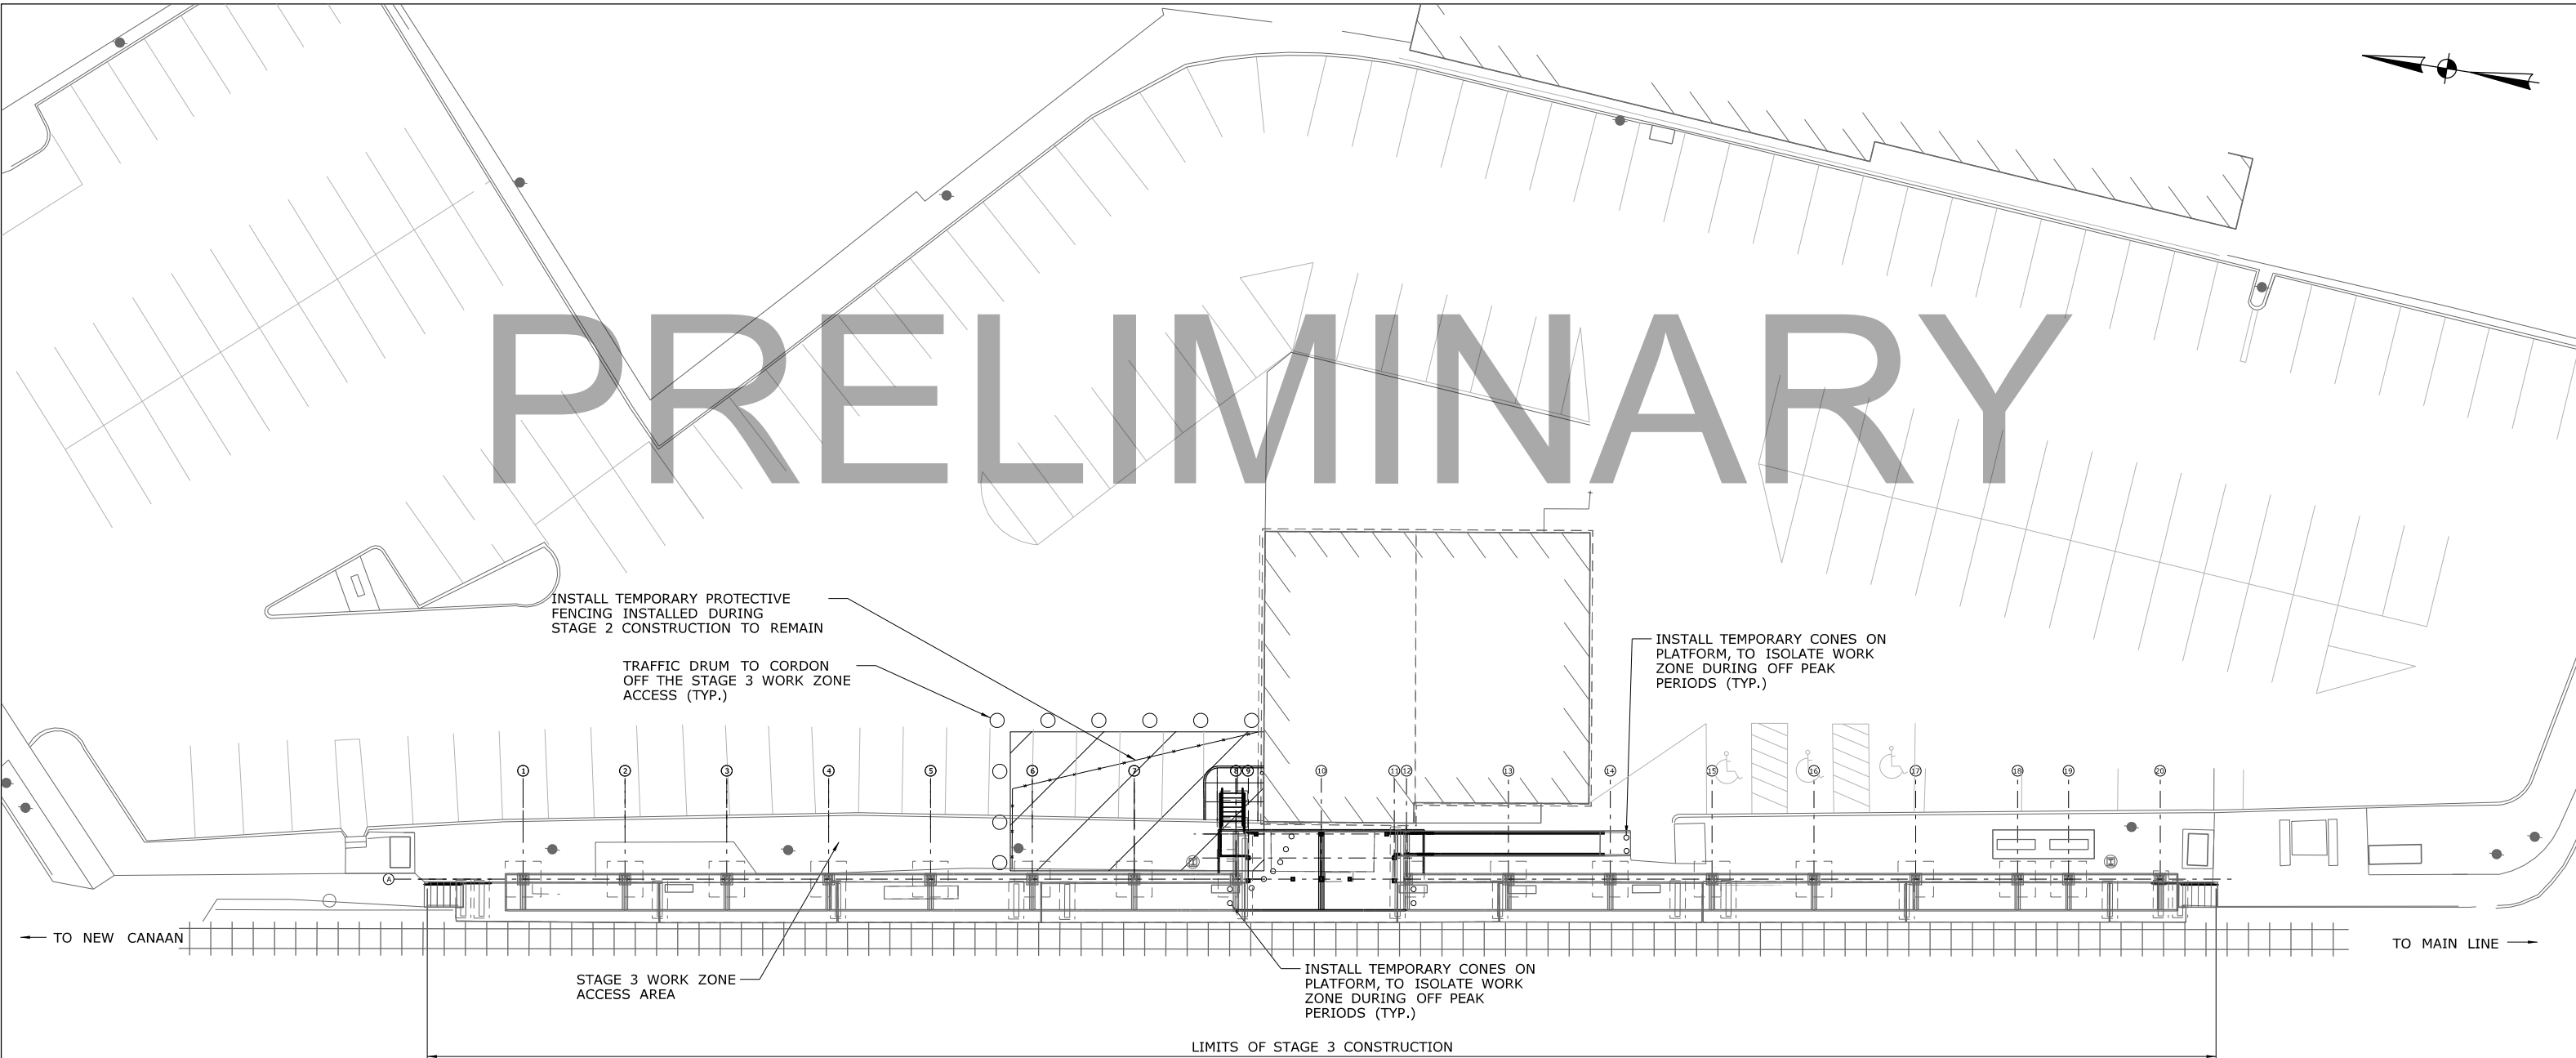 PRELIMINARY
INSTALL TEMPORARY PROTECTIVE
FENCING INSTALLED DURING
STAGE 2 CONSTRUCTION TO REMAIN
TRAFFIC DRUM TO CORDON
OFF THE STAGE 3 WORK ZONE
ACCESS (TYP.)
INSTALL TEMPORARY CONES ON
PLATFORM, TO ISOLATE WORK
ZONE DURING OFF PEAK
PERIODS (TYP.)
1 2 3 4 5 6 7 8 9 10 11 12 13 14 15 16 17 18 19 20
A
TO NEW CANAAN
TO MAIN LINE
STAGE 3 WORK ZONE
ACCESS AREA
INSTALL TEMPORARY CONES ON
PLATFORM, TO ISOLATE WORK
ZONE DURING OFF PEAK
PERIODS (TYP.)
LIMITS OF STAGE 3 CONSTRUCTION